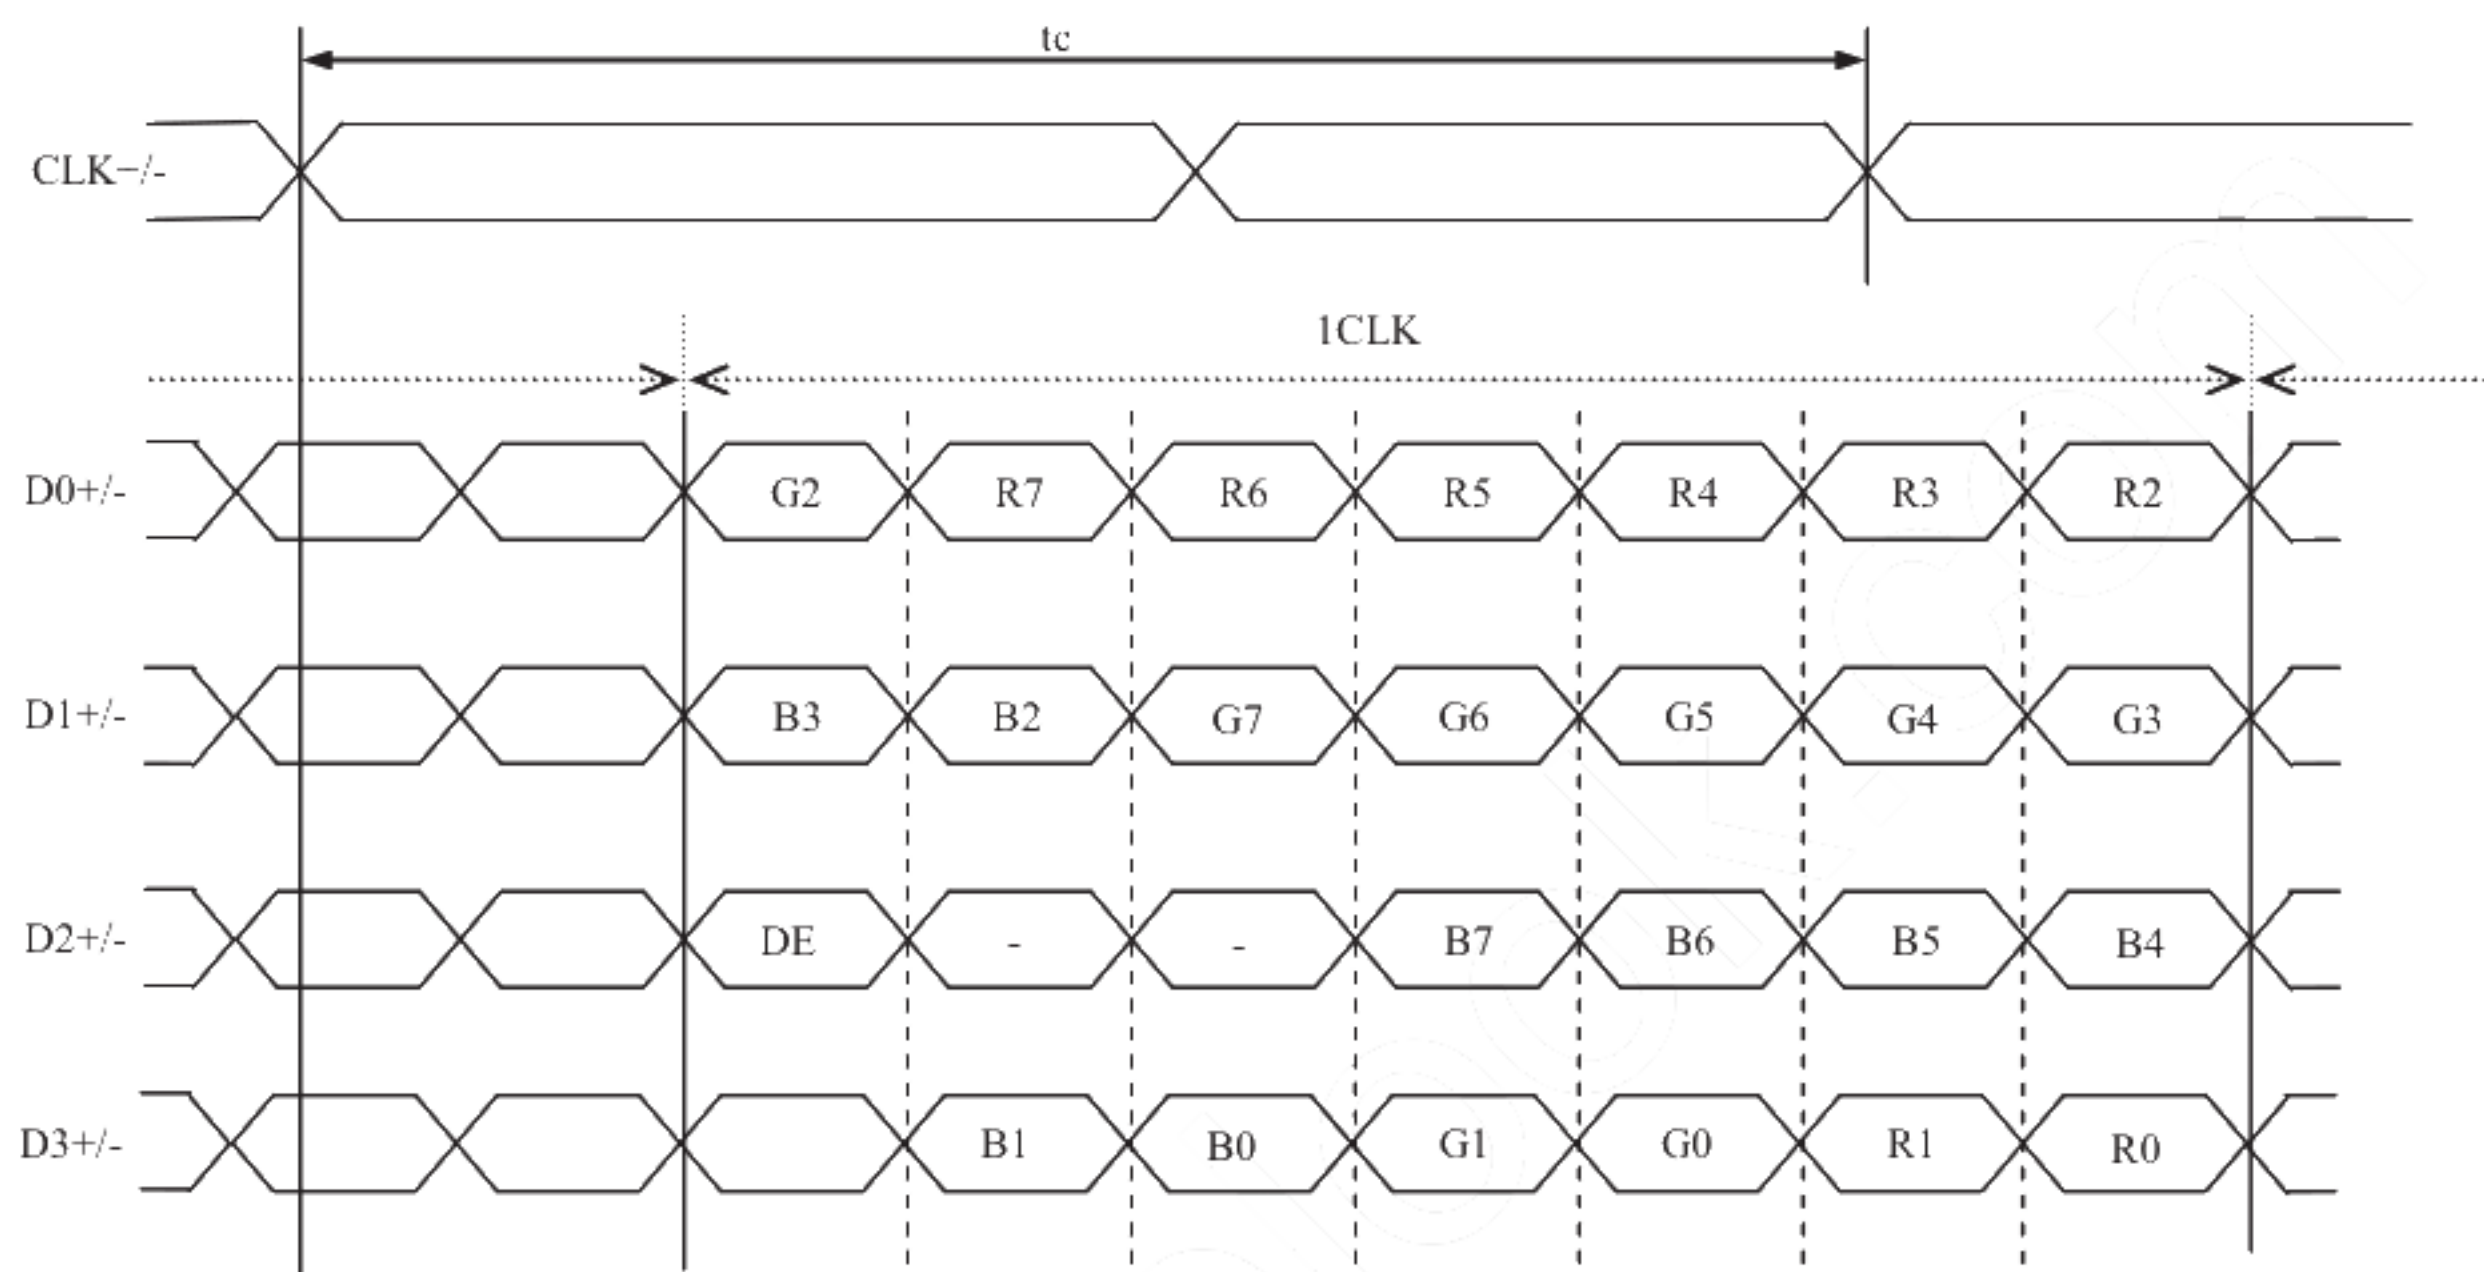 tc
CLK+/-
1CLK
D0+/- G2 R7 R6 R5 R4 R3 R2
D1+/- B3 B2 G7 G6 G5 G4 G3
D2+/- DE - - B7 B6 B5 B4
D3+/- B1 B0 G1 G0 R1 R0